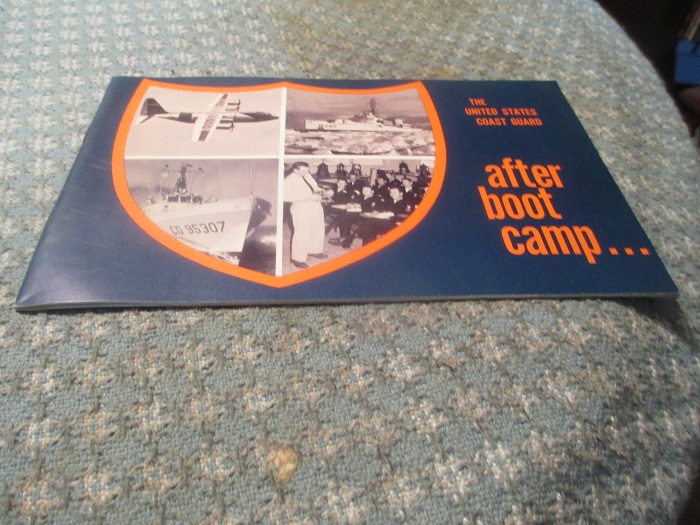 THE
UNITED STATES
COAST GUARD
after
boot
camp...
CG 95307